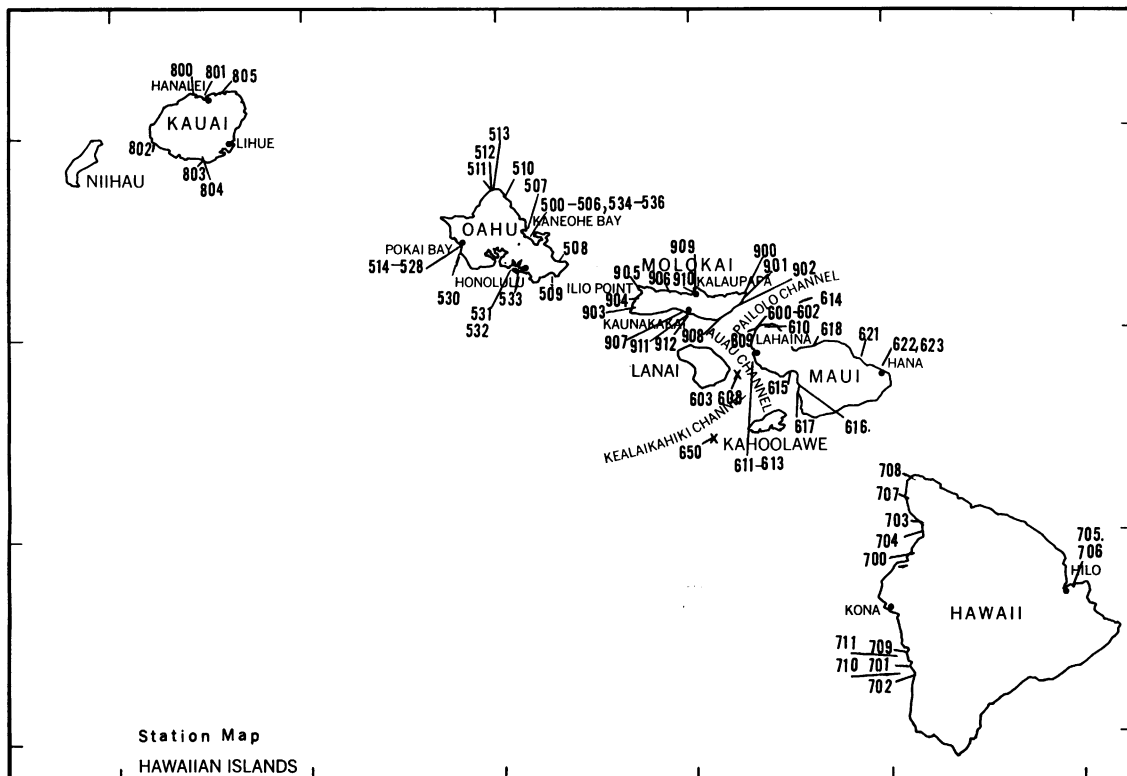 800 801 805
HANALEI
KAUAI
802
LIHUE
803
804
NIIHAU
513
512
511
510
507
500-506, 534-536
KANEOHE BAY
OAHU
POKAI BAY
514-528
508
HONOLULU
530
531
532
533
509
909
900
MOLOKAI
901
902
905
906
910
KALAUPAPA
ILIO POINT
904
903
KAUNAKAKAI
907
911
912
908
PAILOLO CHANNEL
614
600-602
610
618
621
609
LAHAINA
622,623
HANA
AUAU CHANNEL
LANAI
MAUI
603
608
615
617
616.
KEALAIKAHIKI CHANNEL
650
KAHOOLAWE
611-613
708
707
703
704
700
705.
706
HILO
KONA
HAWAII
711 709
710 701
702
Station Map
HAWAIIAN ISLANDS